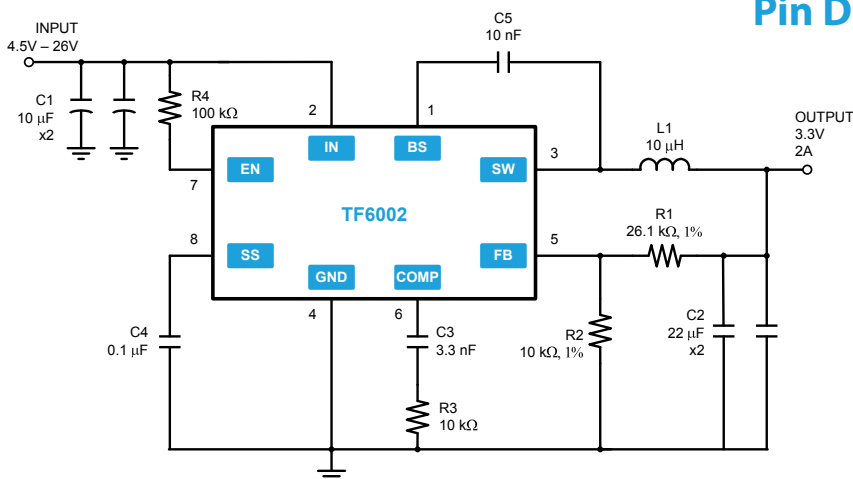 Pin D
INPUT
4.5V – 26V
C1
10 µF
x2
R4
100 kΩ
C5
10 nF
2
1
IN
BS
EN
7
SW
3
L1
10 µH
OUTPUT
3.3V
2A
TF6002
8
SS
GND
COMP
FB
5
R1
26.1 kΩ, 1%
4
6
C4
0.1 µF
C3
3.3 nF
R2
10 kΩ, 1%
C2
22 µF
x2
R3
10 kΩ